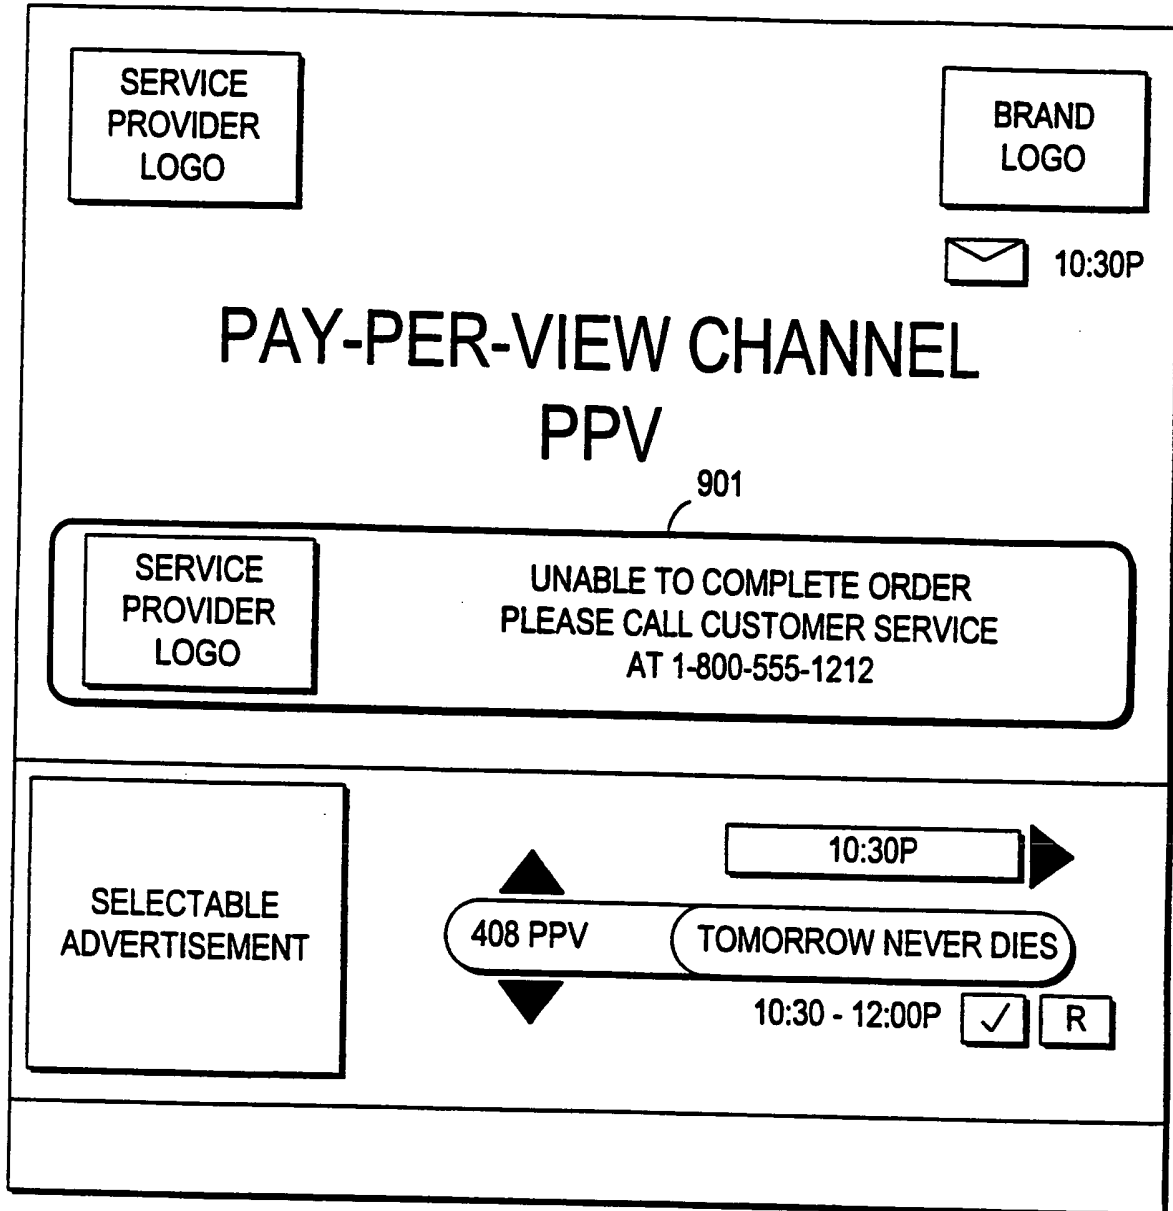 SERVICE
PROVIDER
LOGO
BRAND
LOGO
10:30P
PAY-PER-VIEW CHANNEL
PPV
901
SERVICE
PROVIDER
LOGO
UNABLE TO COMPLETE ORDER
PLEASE CALL CUSTOMER SERVICE
AT 1-800-555-1212
SELECTABLE
ADVERTISEMENT
10:30P
408 PPV
TOMORROW NEVER DIES
10:30 - 12:00P ✓ R